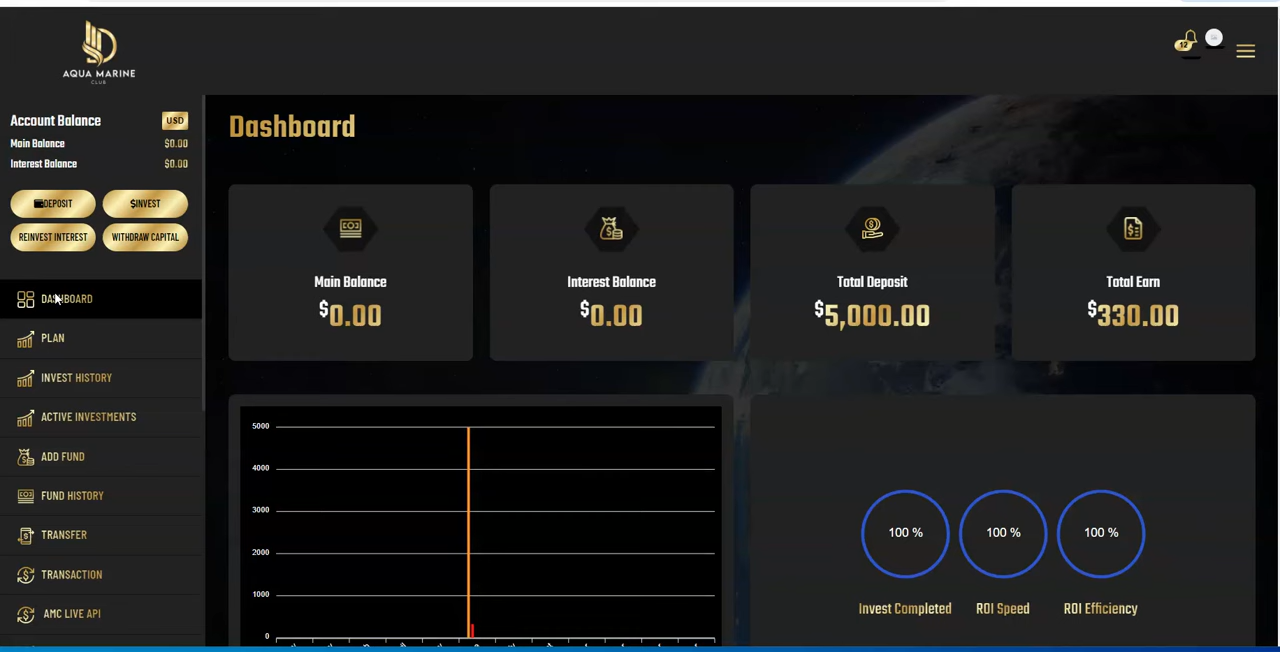 AQUA MARINE
CLUB
12
Account Balance USD
Main Balance $0.00
Interest Balance $0.00
DEPOSIT $INVEST
REINVEST INTEREST WITHDRAW CAPITAL
DASHBOARD
PLAN
INVEST HISTORY
ACTIVE INVESTMENTS
ADD FUND
FUND HISTORY
TRANSFER
TRANSACTION
AMC LIVE API
Dashboard
Main Balance
$0.00
Interest Balance
$0.00
Total Deposit
$5,000.00
Total Earn
$330.00
5000
4000
3000
2000
1000
0
100 % 100 % 100 %
Invest Completed ROI Speed ROI Efficiency